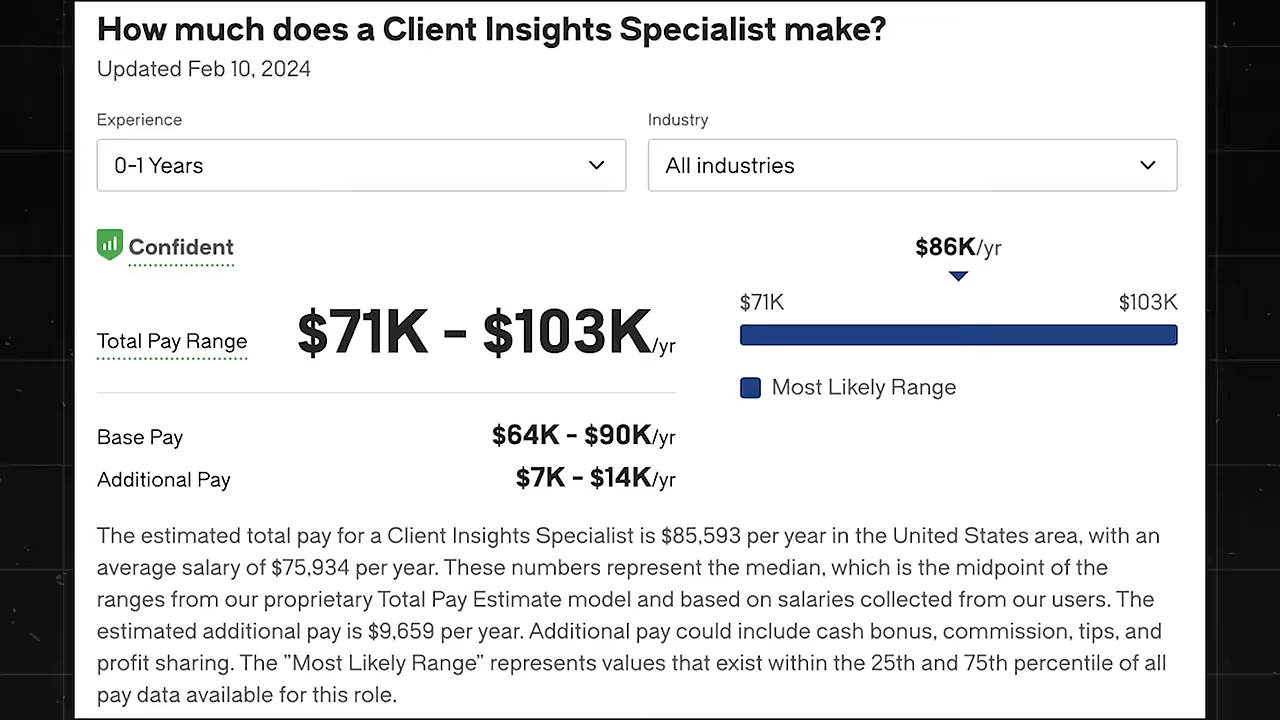 How much does a Client Insights Specialist make?
Updated Feb 10, 2024
Experience
Industry
0-1 Years
All industries
Confident
$86K/yr
$71K
$103K
Total Pay Range
$71K - $103K/yr
Most Likely Range
Base Pay
$64K - $90K/yr
Additional Pay
$7K - $14K/yr
The estimated total pay for a Client Insights Specialist is $85,593 per year in the United States area, with an
average salary of $75,934 per year. These numbers represent the median, which is the midpoint of the
ranges from our proprietary Total Pay Estimate model and based on salaries collected from our users. The
estimated additional pay is $9,659 per year. Additional pay could include cash bonus, commission, tips, and
profit sharing. The ”Most Likely Range” represents values that exist within the 25th and 75th percentile of all
pay data available for this role.